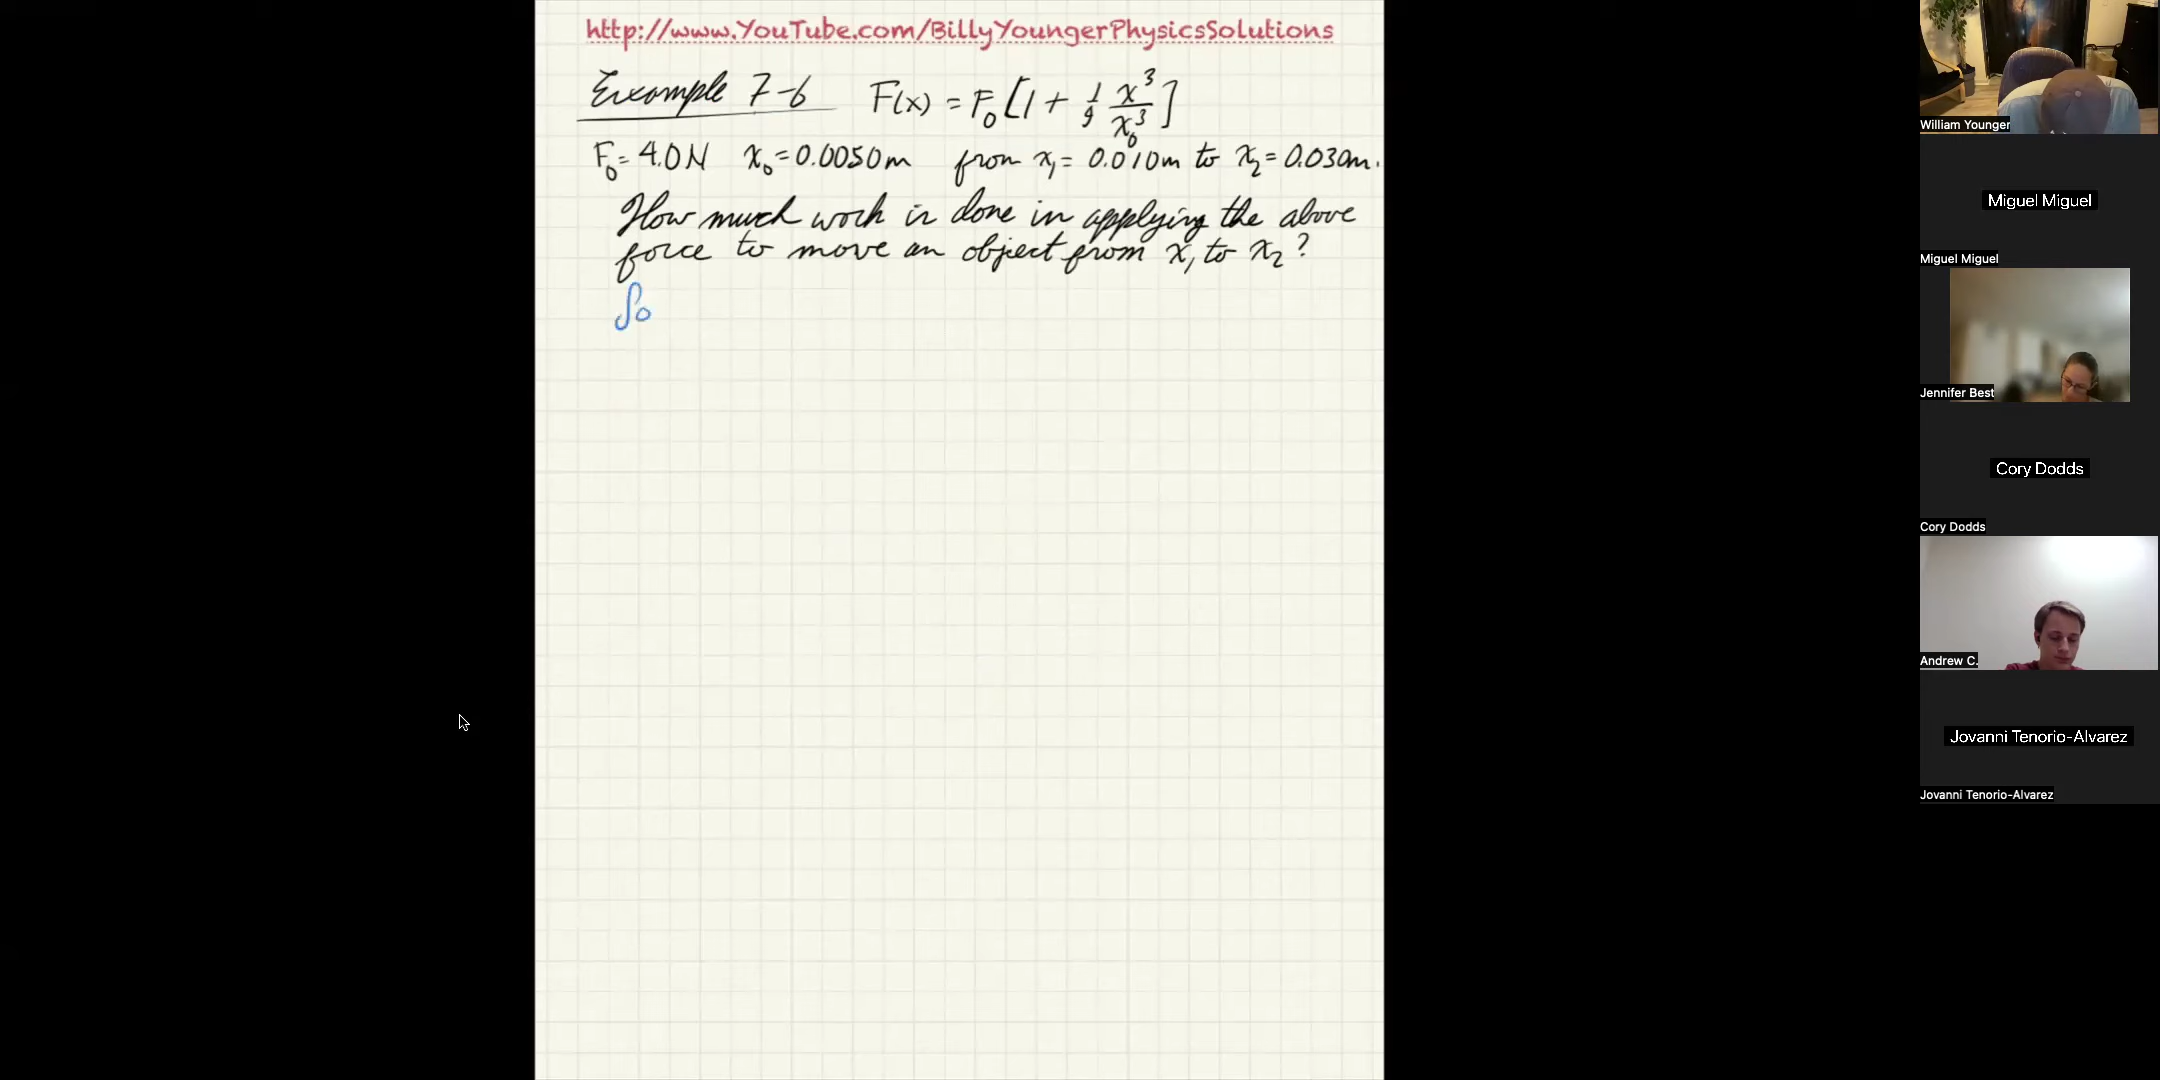 http://www.YouTube.com/BillyYoungerPhysicsSolutions
Example 7-6 F(x) = F₀ [1 + 1/9 x³/x₀³]
F₀ = 4.0N x₀ = 0.0050m from x₁ = 0.010m to x₂ = 0.030m.
How much work is done in applying the above
force to move an object from x₁ to x₂?
So
William Younger
Miguel Miguel
Miguel Miguel
Jennifer Best
Cory Dodds
Cory Dodds
Andrew C.
Jovanni Tenorio-Alvarez
Jovanni Tenorio-Alvarez